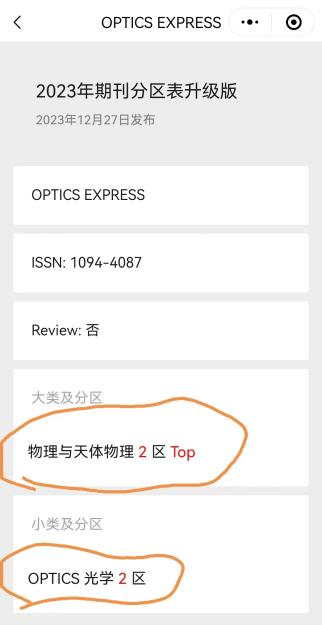 OPTICS EXPRESS
2023年期刊分区表升级版
2023年12月27日发布
OPTICS EXPRESS
ISSN: 1094-4087
Review: 否
大类及分区
物理与天体物理 2 区 Top
小类及分区
OPTICS 光学 2 区